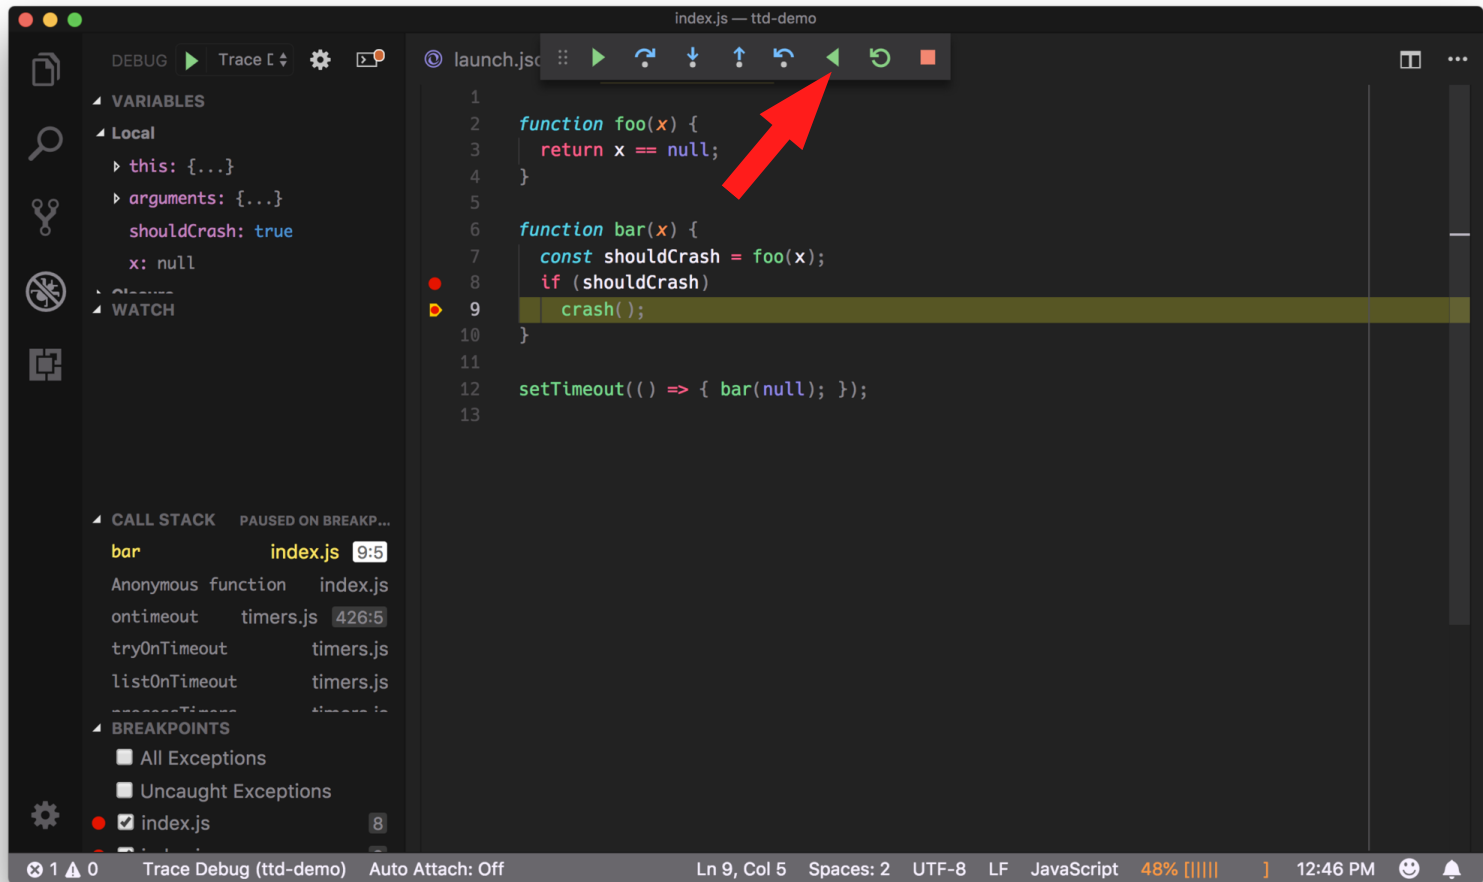 index.js — ttd-demo
DEBUG
launch.jsc
VARIABLES
Local
this: {...}
arguments: {...}
shouldCrash: true
x: null
WATCH
CALL STACK PAUSED ON BREAKP...
bar index.js 9:5
Anonymous function index.js
ontimeout timers.js 426:5
tryOnTimeout timers.js
listOnTimeout timers.js
BREAKPOINTS
All Exceptions
Uncaught Exceptions
index.js 8
1
2 function foo(x) {
3 return x == null;
4 }
5
6 function bar(x) {
7 const shouldCrash = foo(x);
8 if (shouldCrash)
9 crash();
10 }
11
12 setTimeout(() => { bar(null); });
13
1 0 Trace Debug (ttd-demo) Auto Attach: Off Ln 9, Col 5 Spaces: 2 UTF-8 LF JavaScript 48% [||||| ] 12:46 PM